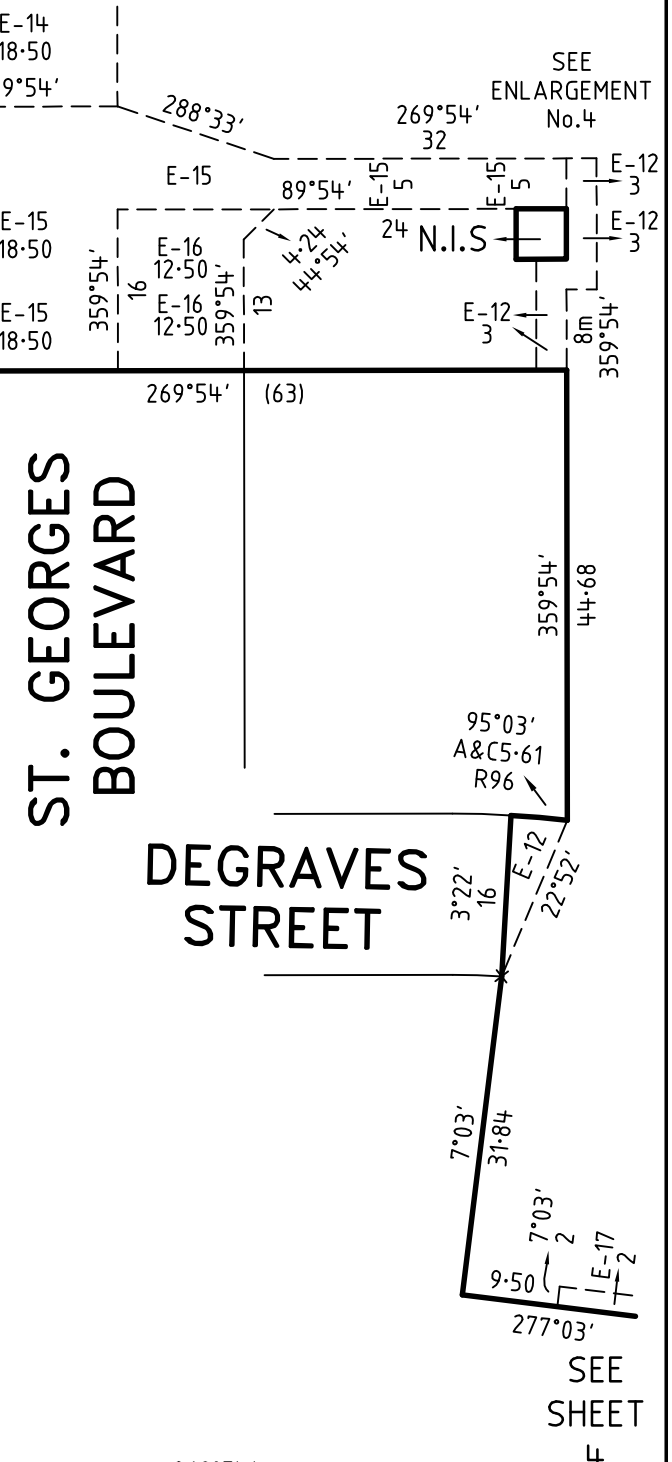 E-14
18·50
9°54'
288°33'
SEE
ENLARGEMENT
No.4
269°54'
32
E-15
89°54'
E-15
5
E-15
5
E-12
3
E-15
18·50
359°54'
16
E-16
12·50
E-16
12·50
359°54'
13
4·24
44°54'
24
N.I.S
E-12
3
E-15
18·50
E-12
3
8m
359°54'
269°54'
(63)
ST. GEORGES
BOULEVARD
359°54'
44·68
95°03'
A&C5·61
R96
DEGRAVES
STREET
3°22'
16
E-12
22°52'
7°03'
31·84
7°03'
2
E-17
2
9·50
277°03'
SEE
SHEET